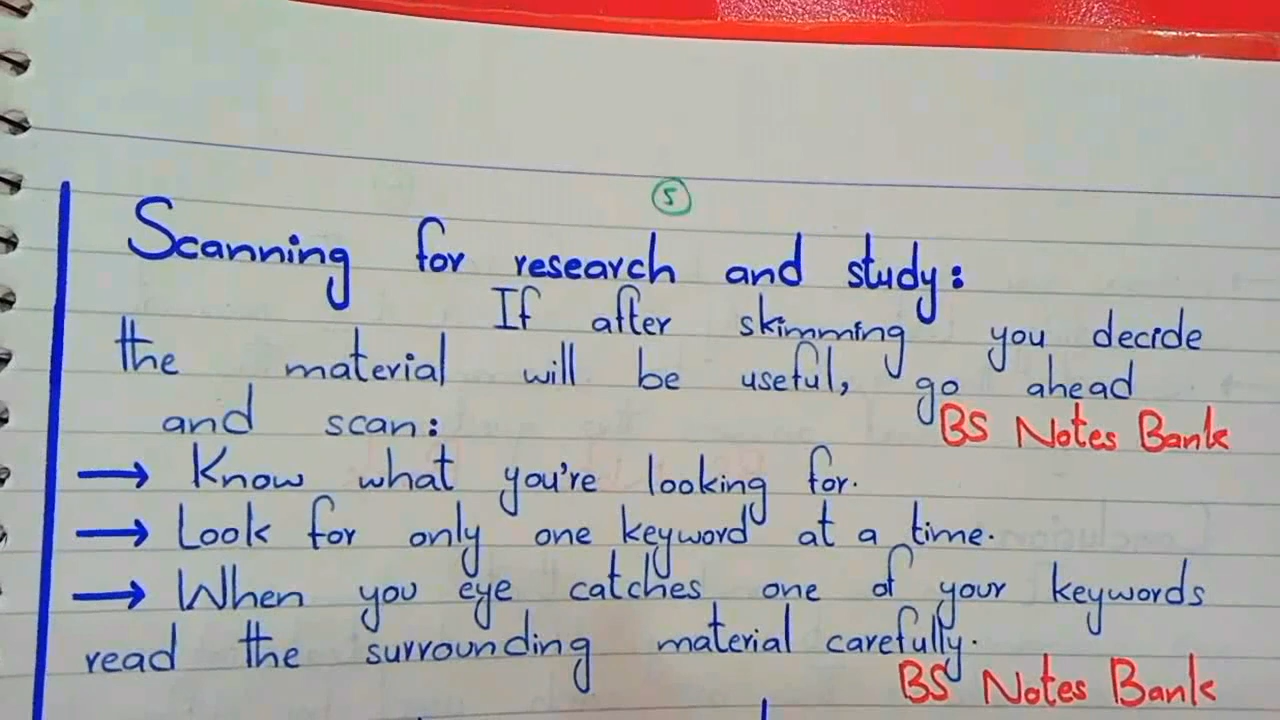 5
Scanning for research and study:
If after skimming you decide
the material will be useful, go ahead
and scan:
BS Notes Bank
→ Know what you're looking for.
→ Look for only one keyword at a time.
→ When you eye catches one of your keywords
read the surrounding material carefully.
BS Notes Bank